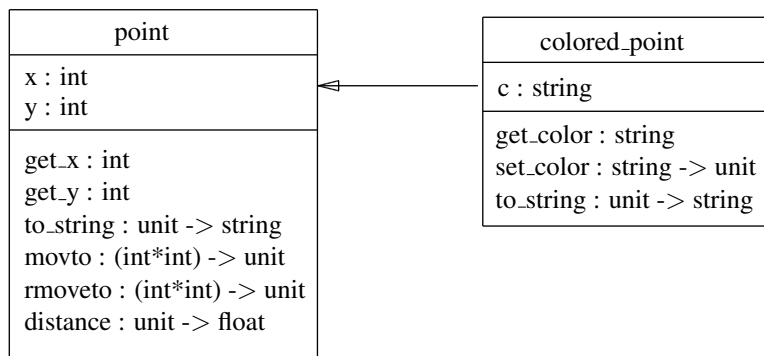 point
x : int
y : int
get_x : int
get_y : int
to_string : unit -> string
movto : (int*int) -> unit
rmoveto : (int*int) -> unit
distance : unit -> float
colored_point
c : string
get_color : string
set_color : string -> unit
to_string : unit -> string